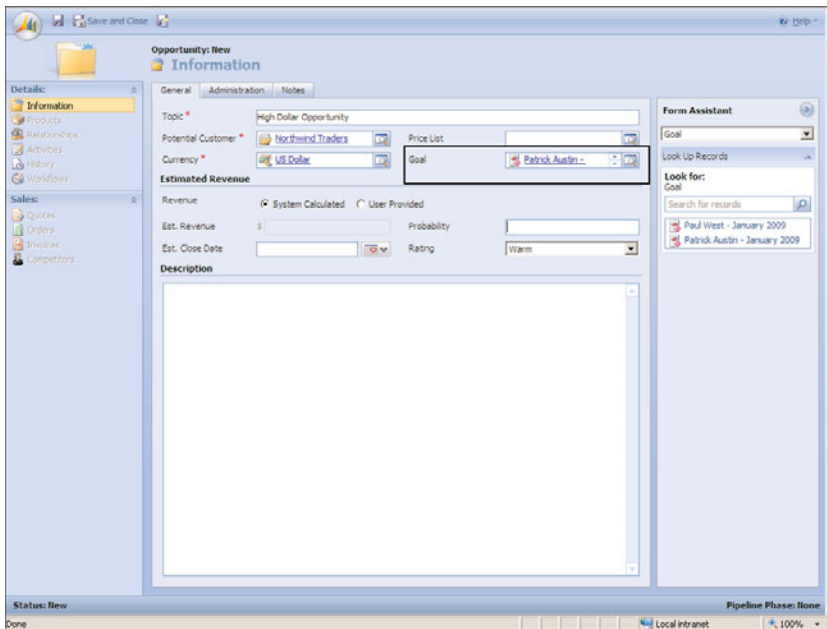 Save and Close
Help
Opportunity: New
Information
Details:
Information
Products
Relationships
Activities
History
Workflows
Sales:
Quotes
Orders
Invoices
Competitors
General Administration Notes
Topic * High Dollar Opportunity
Potential Customer * Northwind Traders Price List
Currency * US Dollar Goal Patrick Austin -
Estimated Revenue
Revenue System Calculated User Provided
Est. Revenue $ Probability
Est. Close Date Rating Warm
Description
Form Assistant
Goal
Look Up Records
Look for:
Goal
Search for records
Paul West - January 2009
Patrick Austin - January 2009
Status: New Pipeline Phase: None
Done Local intranet 100%